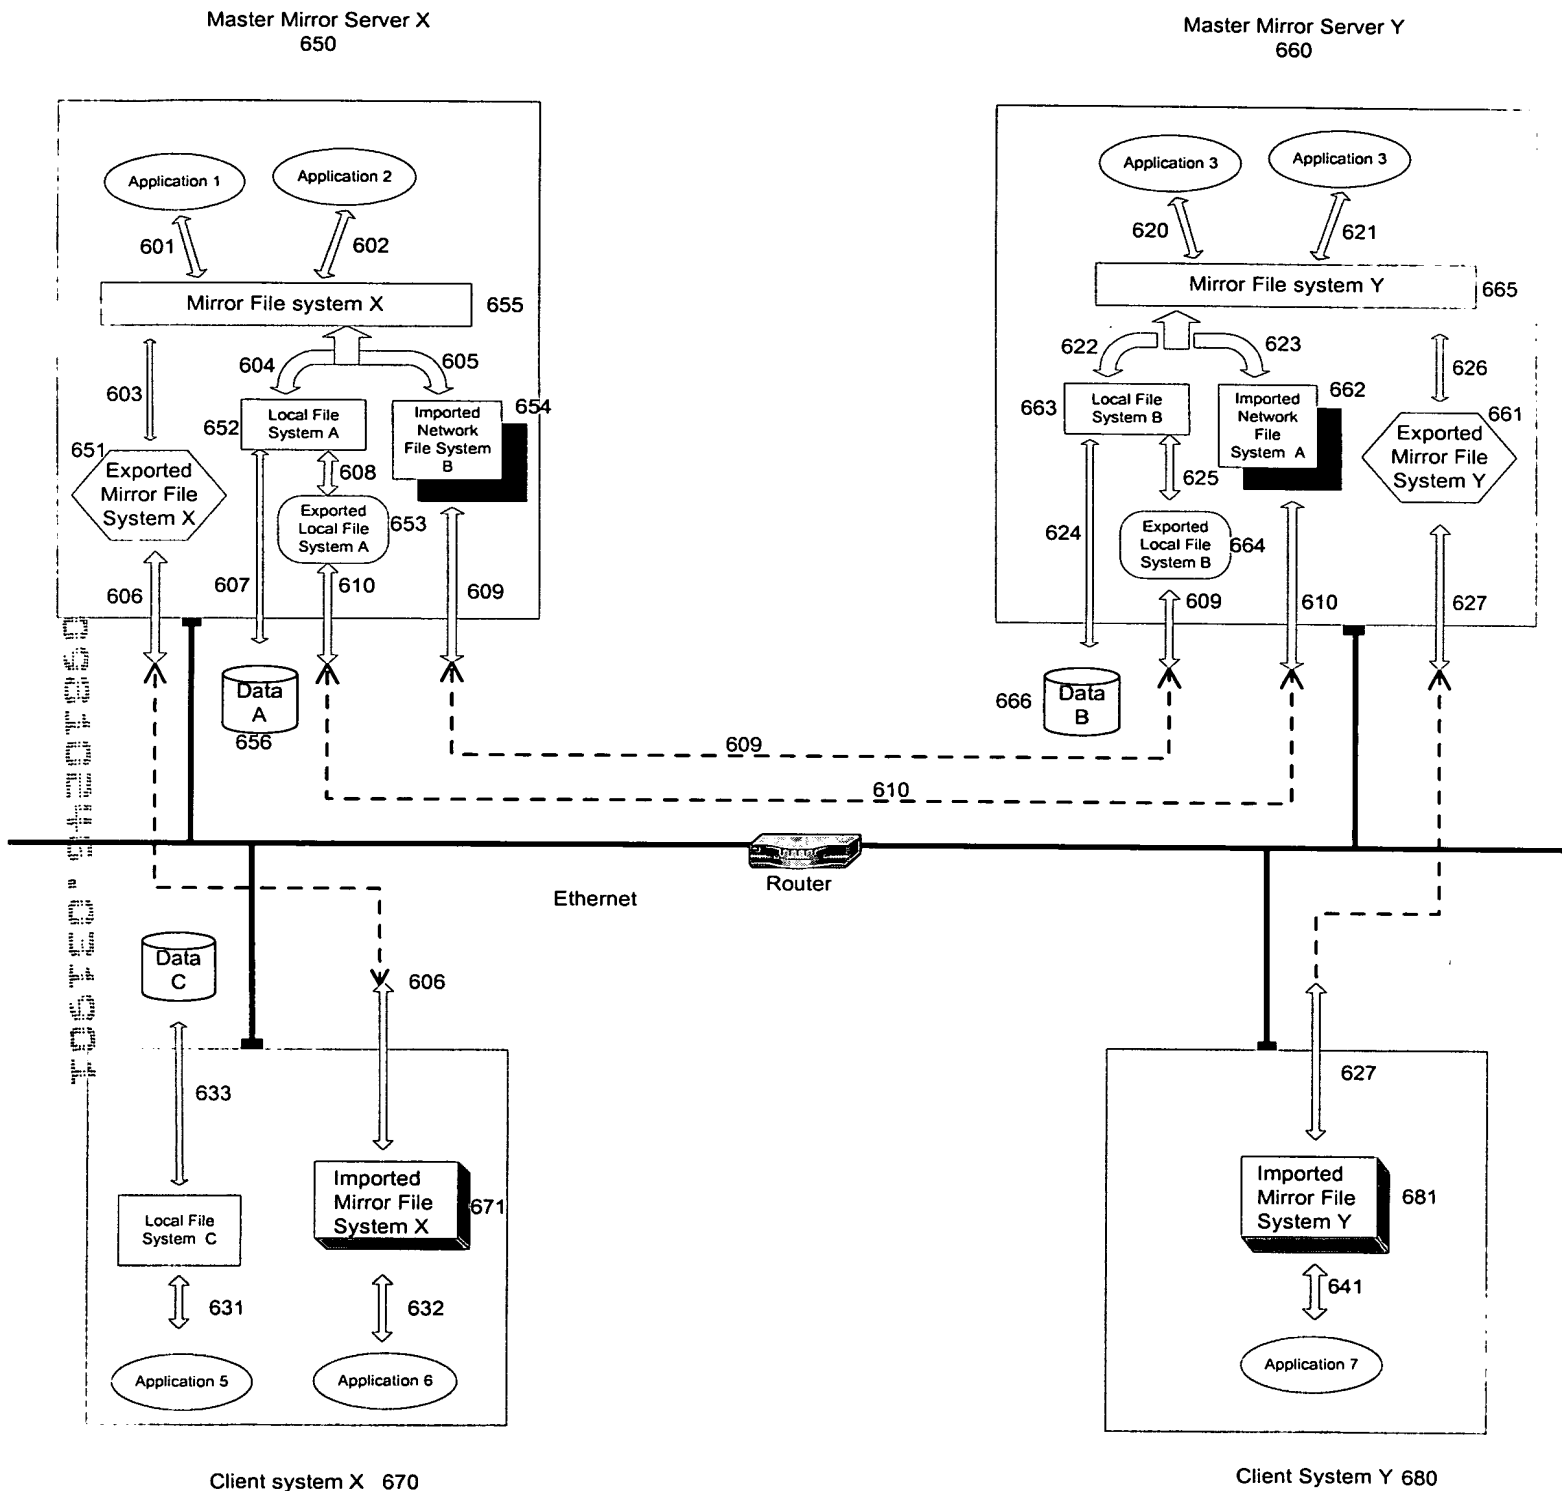 Master Mirror Server X
650
Master Mirror Server Y
660
Application 1
Application 2
601
602
Mirror File system X
655
604
605
603
651
652
Local File
System A
654
Imported
Network
File System
B
Exported
Mirror File
System X
608
Exported
Local File
System A
653
606
607
610
609
Application 3
Application 3
620
621
Mirror File system Y
665
622
623
626
663
Local File
System B
662
Imported
Network
File
System A
661
Exported
Mirror File
System Y
625
624
Exported
Local File
System B
664
609
610
627
Data
A
656
666
Data
B
609
610
09810246.031901
Router
Ethernet
Data
C
606
633
627
Imported
Mirror File
System X
671
Local File
System C
Imported
Mirror File
System Y
681
631
632
641
Application 5
Application 6
Application 7
Client system X 670
Client System Y 680